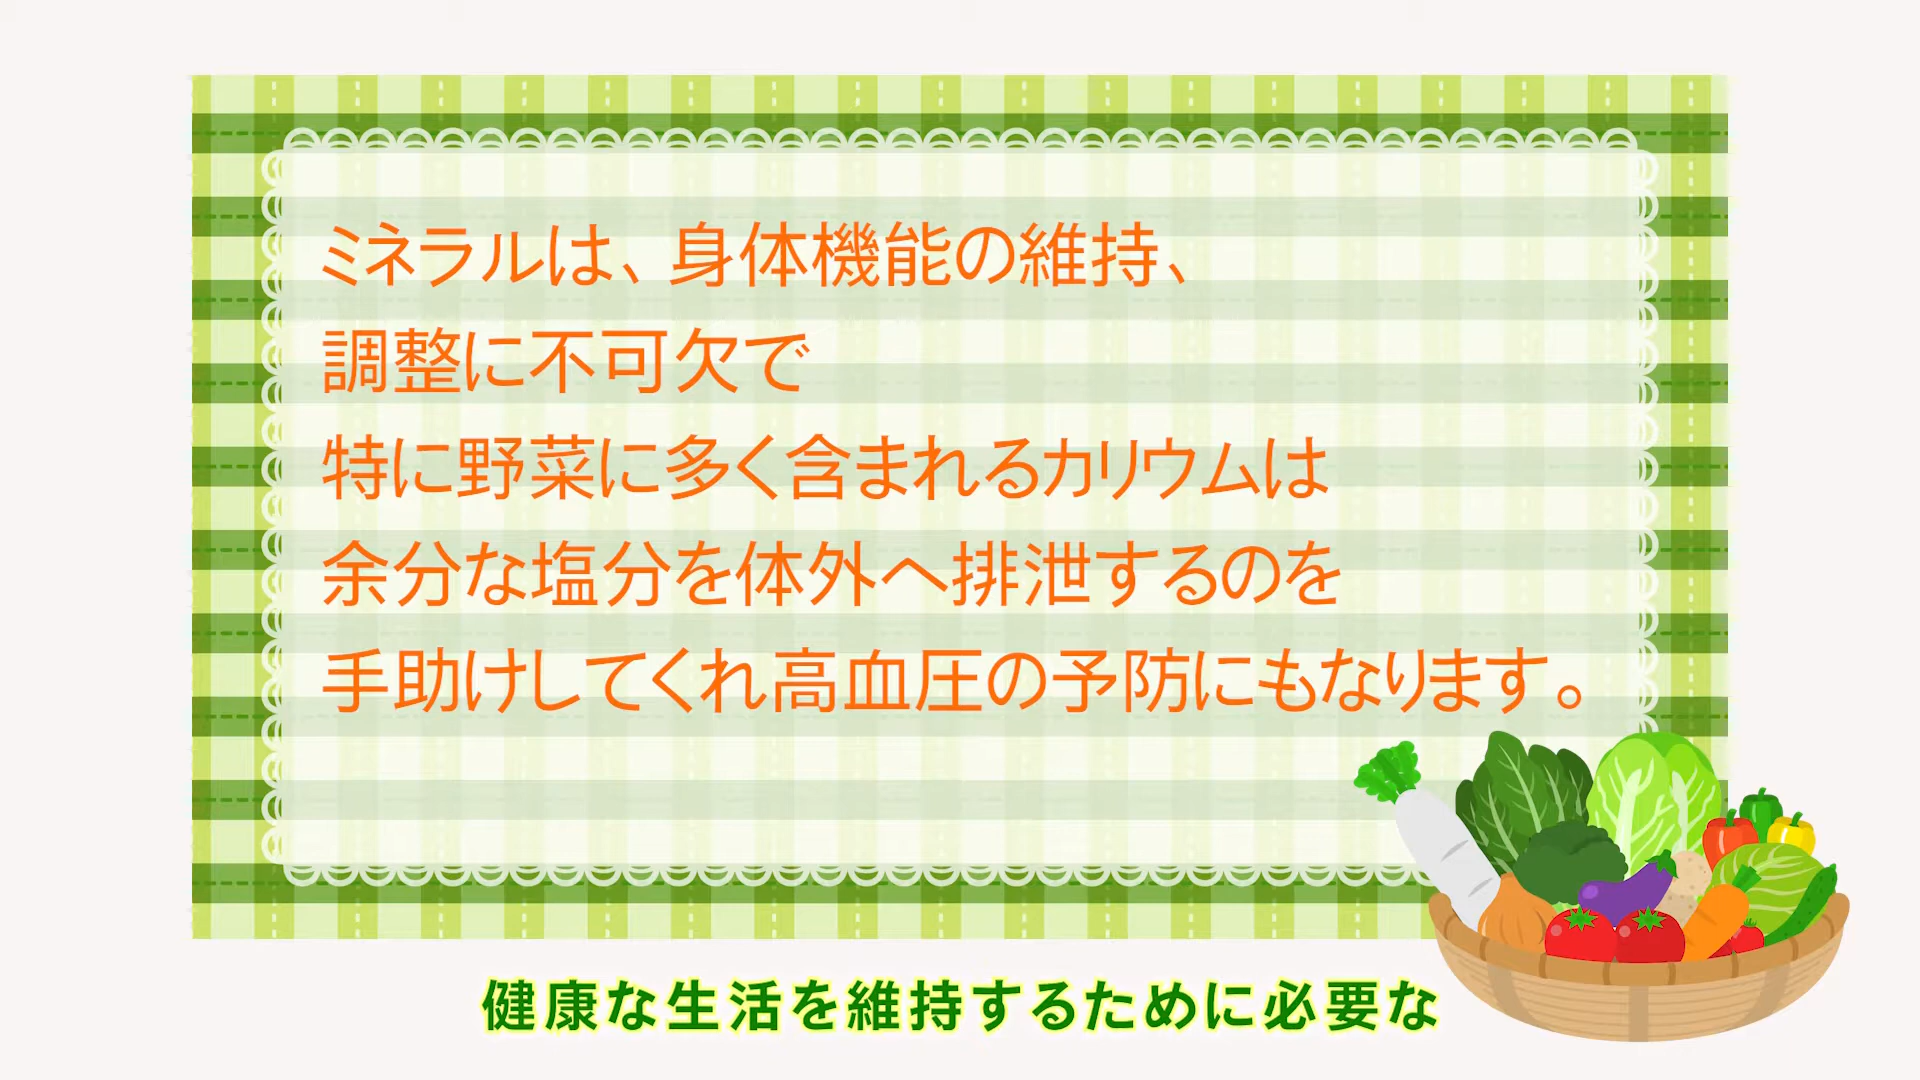 ミネラルは、身体機能の維持、
調整に不可欠で
特に野菜に多く含まれるカリウムは
余分な塩分を体外へ排泄するのを
手助けしてくれ高血圧の予防にもなります。
健康な生活を維持するために必要な